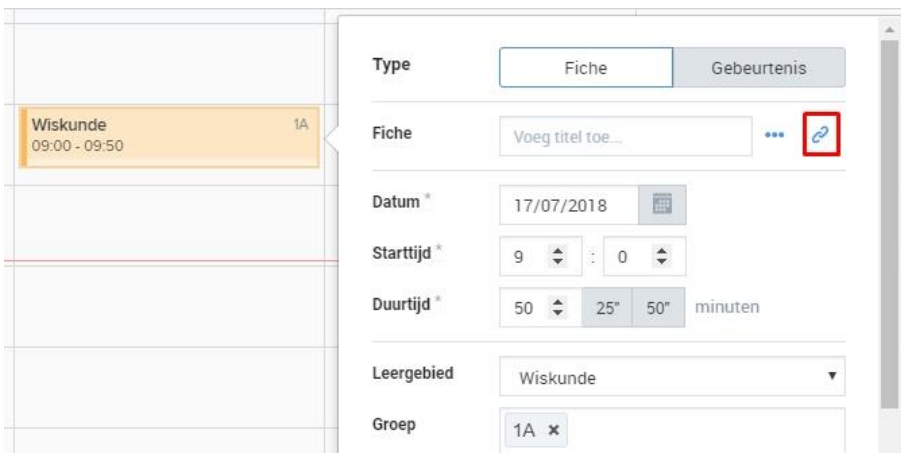 Wiskunde 1A
09:00 - 09:50
Type Fiche Gebeurtenis
Fiche Voeg titel toe...
Datum * 17/07/2018
Starttijd * 9 : 0
Duurtijd * 50 25" 50" minuten
Leergebied Wiskunde
Groep 1A ×